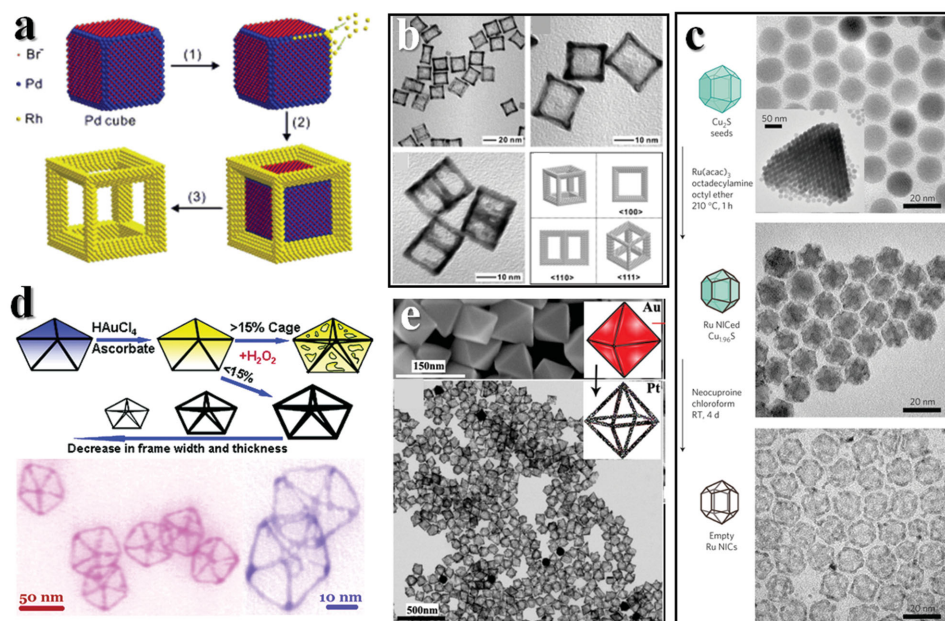 a
Br-
Pd
Rh
Pd cube
(1)
(2)
(3)
b
20 nm
10 nm
10 nm
<100>
<110>
<111>
c
Cu2S
seeds
50 nm
20 nm
Ru(acac)3
octadecylamine
octyl ether
210 °C, 1 h
Ru NICed
Cu1.96S
20 nm
Neocuproine
chloroform
RT, 4 d
Empty
Ru NICs
20 nm
d
HAuCl4
Ascorbate
>15% Cage
+H2O2
<15%
Decrease in frame width and thickness
50 nm
10 nm
e
150nm
Au
Pt
500nm